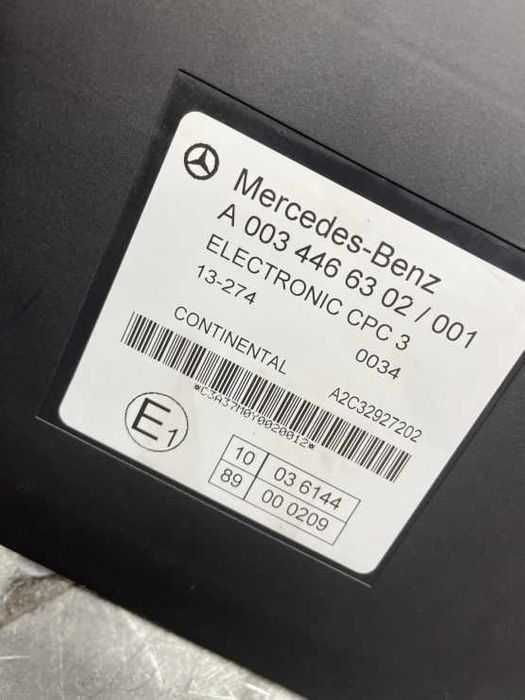 Mercedes-Benz
A 003 446 63 02 / 001
ELECTRONIC CPC 3
13-274
0034
CONTINENTAL
A2C32927202
*C3A37M0Y0020012*
E1
10 03 6144
89 00 0209